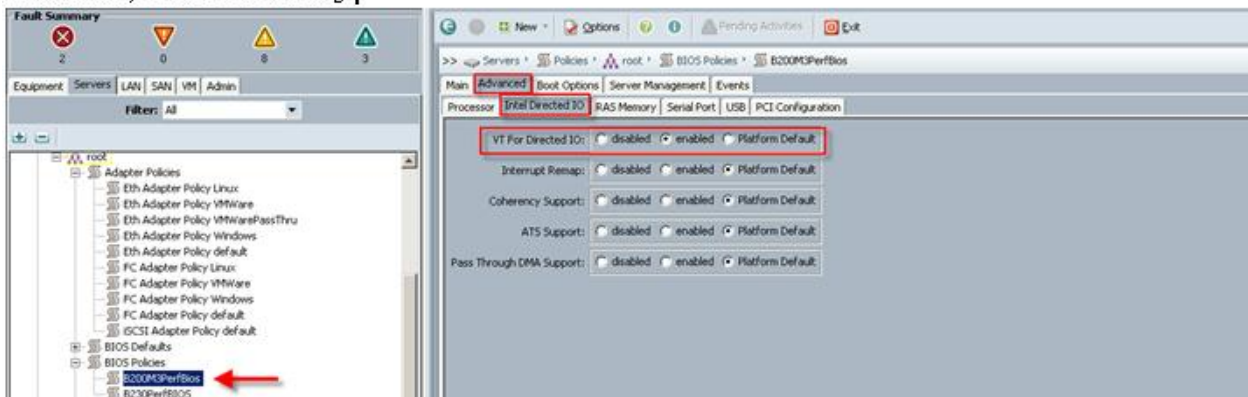 Fault Summary
2 0 8 3
Equipment Servers LAN SAN VM Admin
Filter: All
root
Adapter Policies
Eth Adapter Policy Linux
Eth Adapter Policy VMWare
Eth Adapter Policy VMWarePassThru
Eth Adapter Policy Windows
Eth Adapter Policy default
FC Adapter Policy Linux
FC Adapter Policy VMWare
FC Adapter Policy Windows
FC Adapter Policy default
iSCSI Adapter Policy default
BIOS Defaults
BIOS Policies
B200M3PerfBios
B230PerfBIOS
New Options Pending Activities Exit
>> Servers Policies root BIOS Policies B200M3PerfBios
Main Advanced Boot Options Server Management Events
Processor Intel Directed IO RAS Memory Serial Port USB PCI Configuration
VT For Directed IO: disabled enabled Platform Default
Interrupt Remap: disabled enabled Platform Default
Coherency Support: disabled enabled Platform Default
ATS Support: disabled enabled Platform Default
Pass Through DMA Support: disabled enabled Platform Default